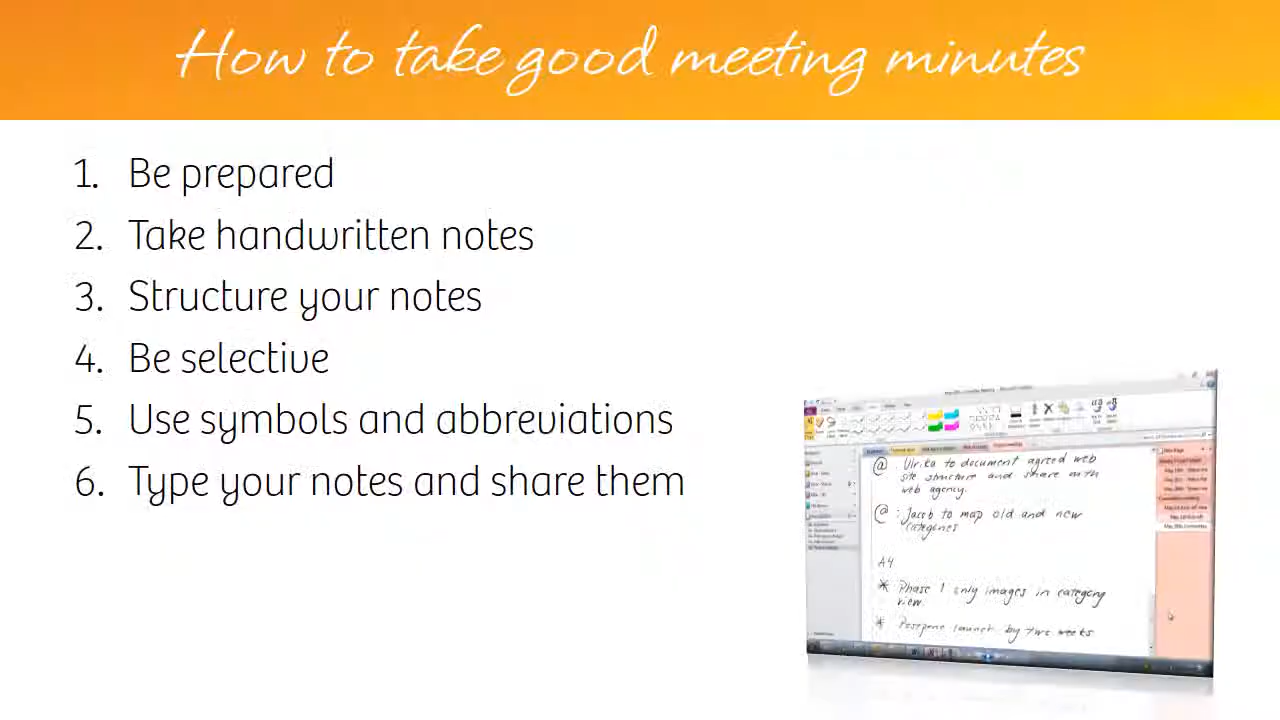 How to take good meeting minutes
1. Be prepared
2. Take handwritten notes
3. Structure your notes
4. Be selective
5. Use symbols and abbreviations
6. Type your notes and share them
@ : Ulrika to document agreed web
site structure and share with
web agency.
@ : Jacob to map old and new
categories
A4
* Phase 1 only images in category
view.
* Postpone launch by two weeks